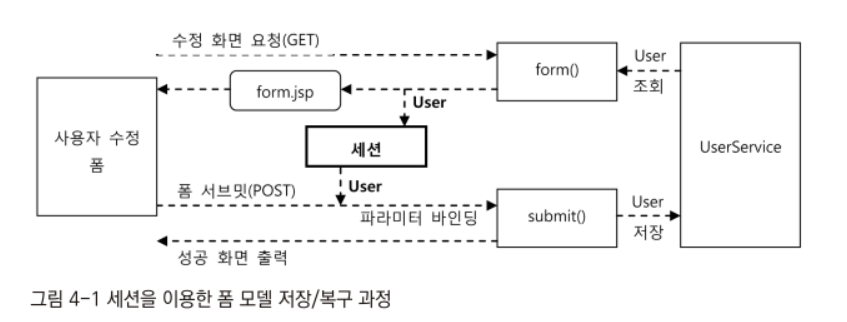 수정 화면 요청(GET)
form()
User
조회
form.jsp
User
사용자 수정
폼
세션
UserService
User
폼 서브밋(POST)
파라미터 바인딩
submit()
User
저장
성공 화면 출력
그림 4-1 세션을 이용한 폼 모델 저장/복구 과정